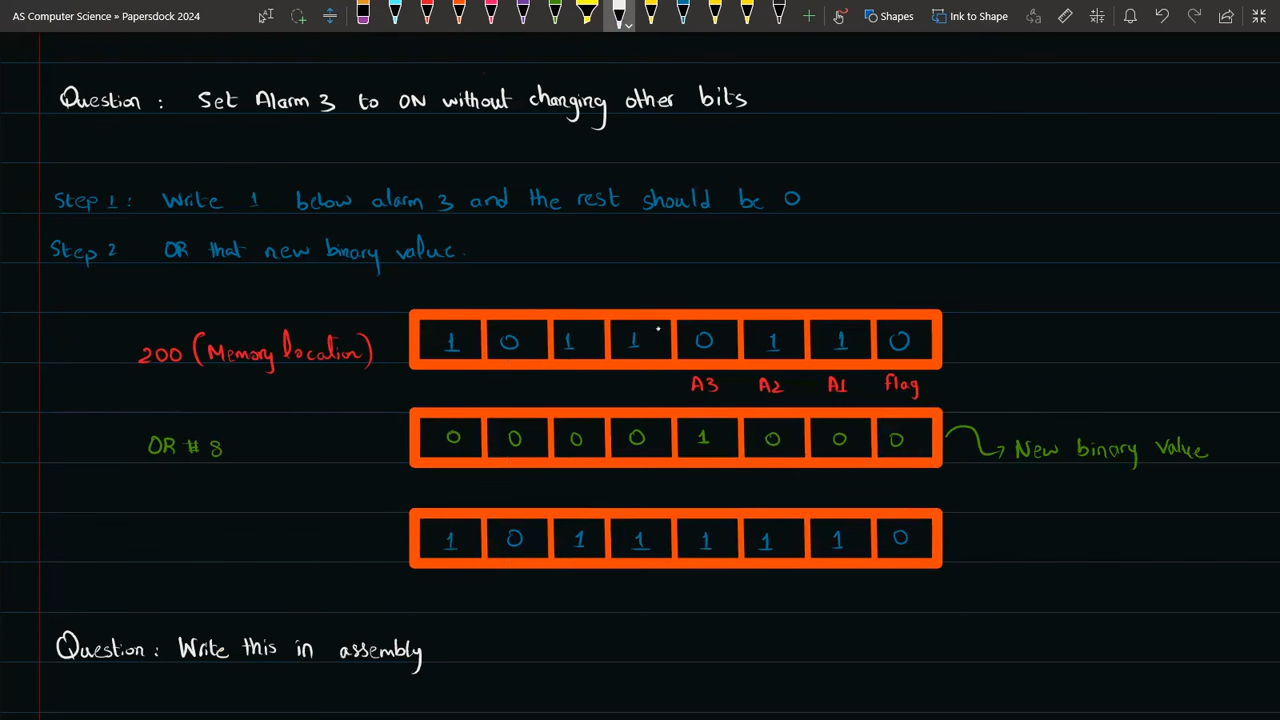 AS Computer Science » Papersdock 2024
Shapes
Ink to Shape
Question : Set Alarm 3 to ON without changing other bits
Step 1 : Write 1 below alarm 3 and the rest should be 0
Step 2 OR that new binary value.
200 (Memory location) 1 0 1 1 0 1 1 0
A3 A2 A1 flag
OR # 8 0 0 0 0 1 0 0 0 New binary value
1 0 1 1 1 1 1 0
Question : Write this in assembly